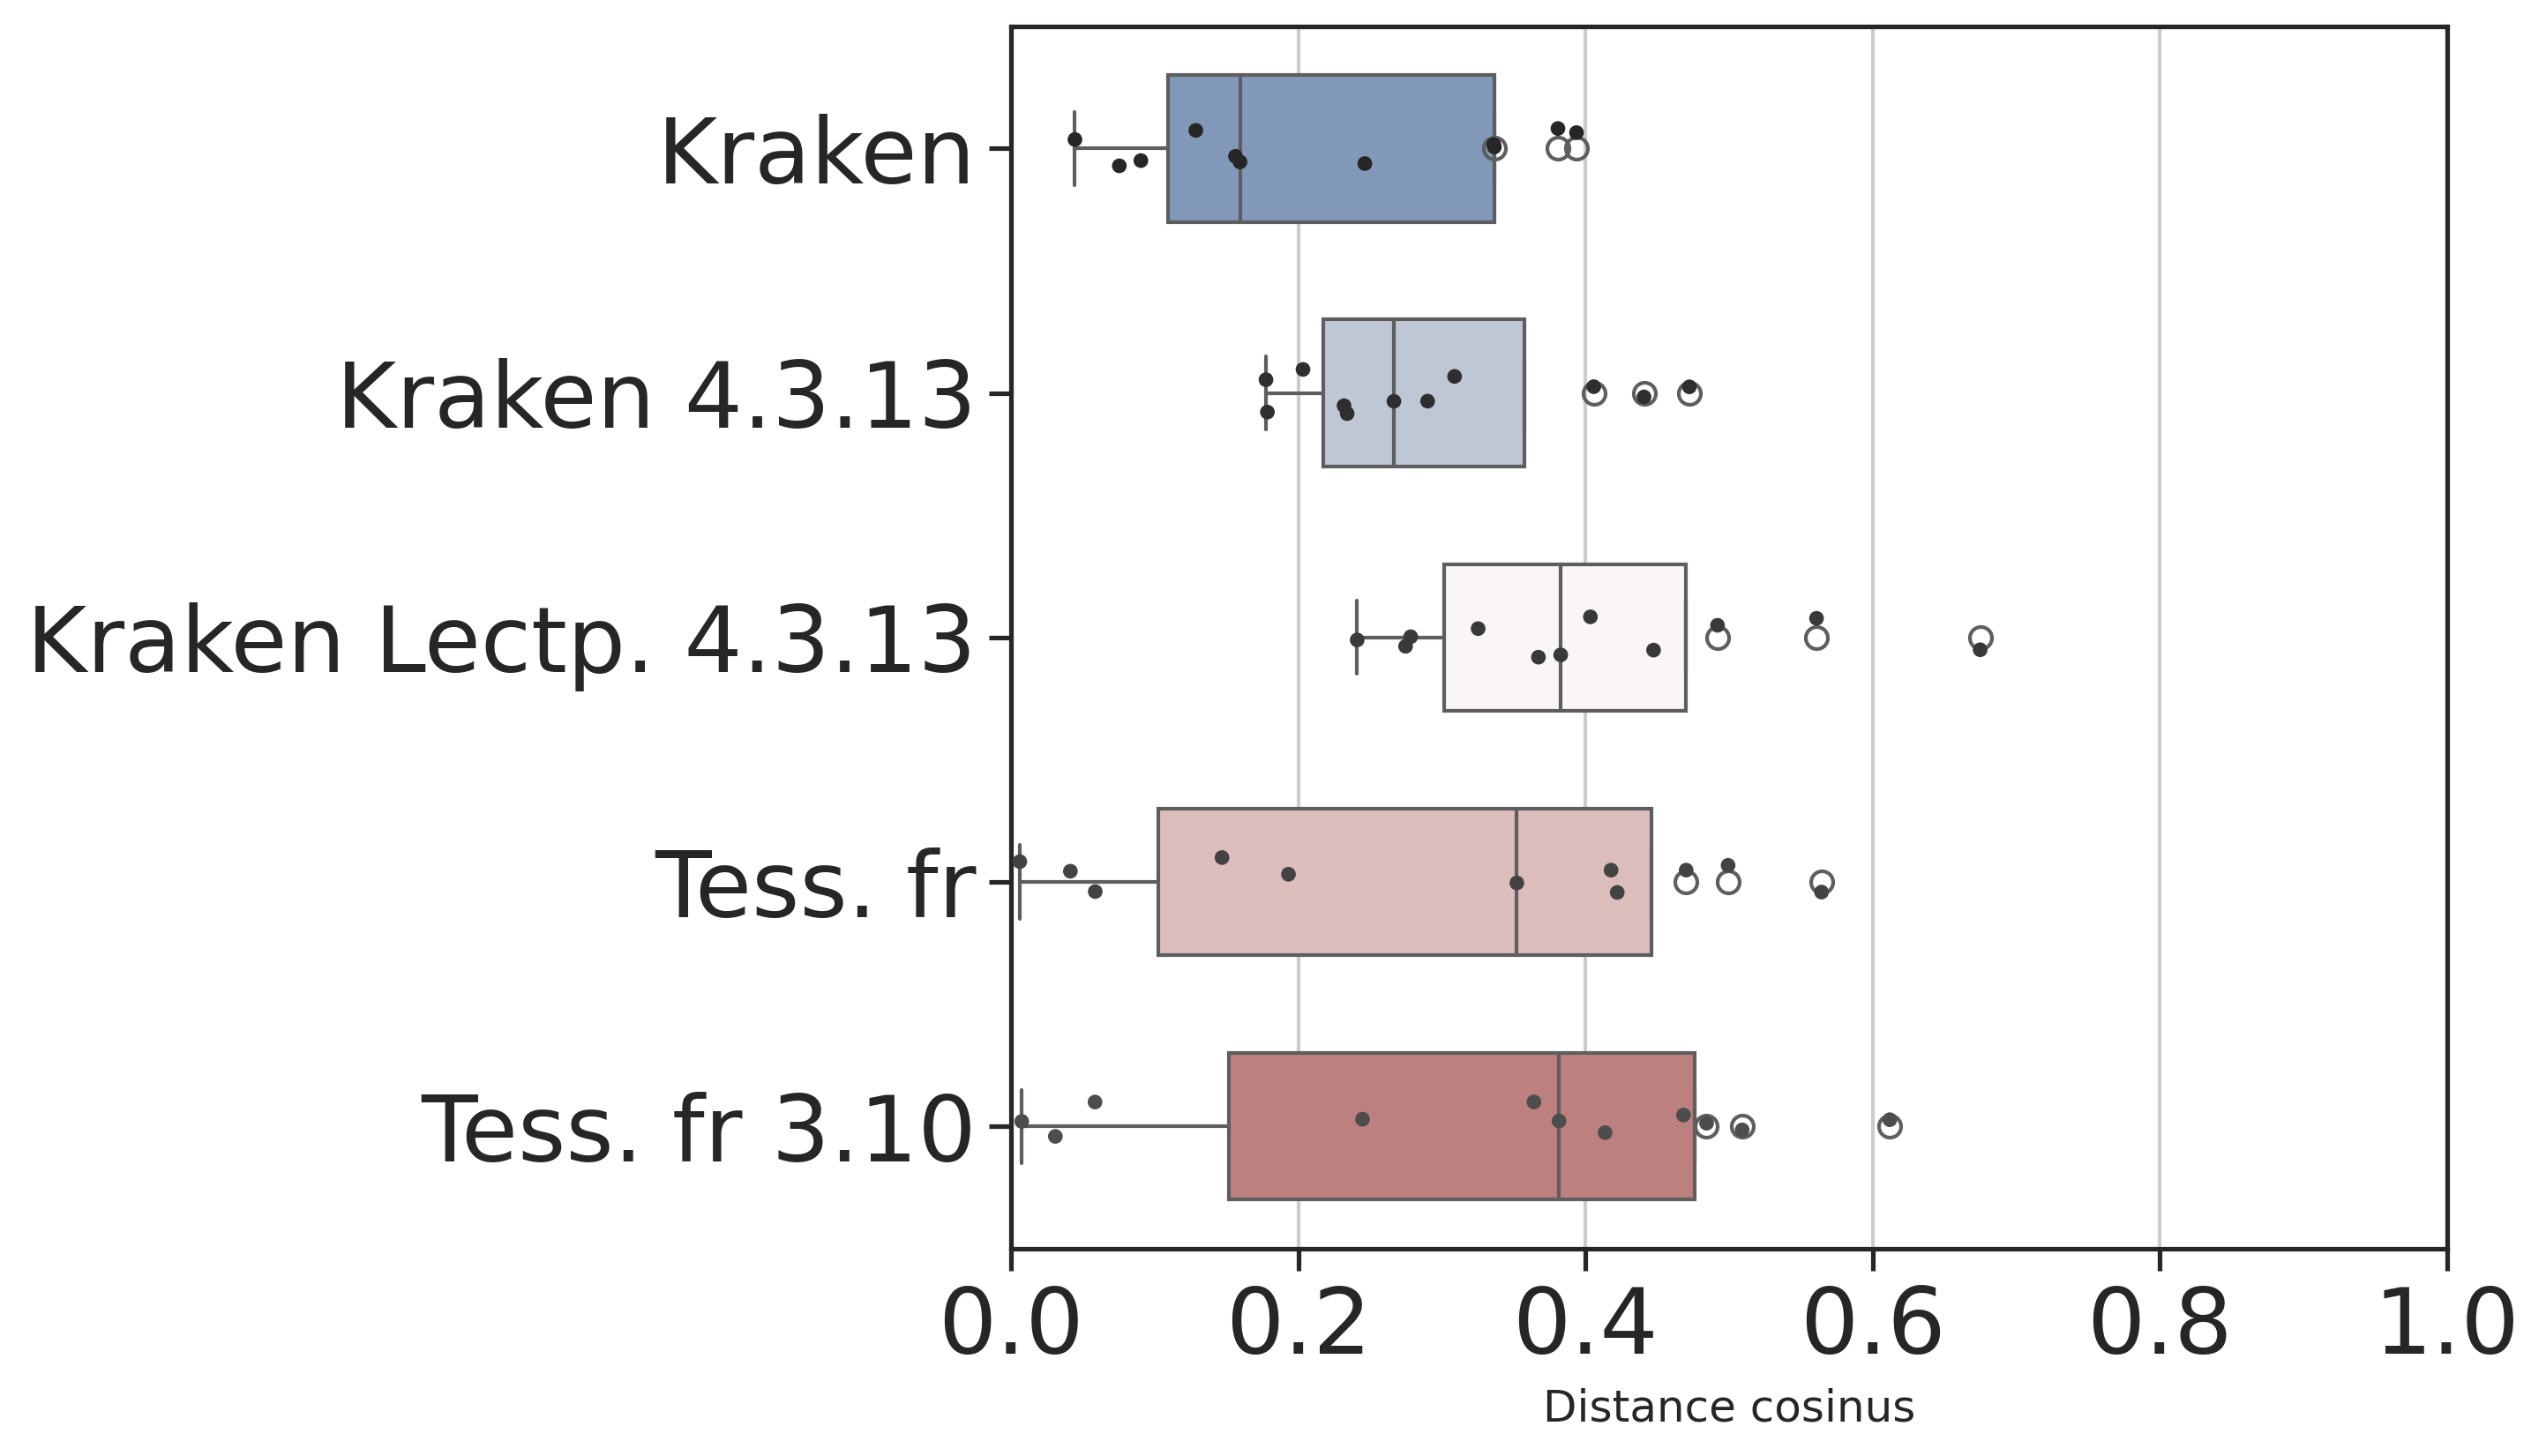 Kraken
Kraken 4.3.13
Kraken Lectp. 4.3.13
Tess. fr
Tess. fr 3.10
0.0 0.2 0.4 0.6 0.8 1.0
Distance cosinus